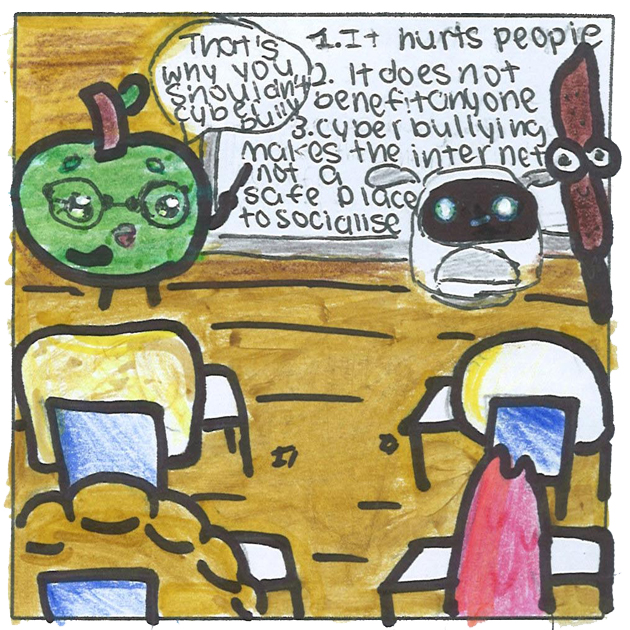 That's
why you
shouldn't
cyber
bully
1. It hurts people
2. It does not
benefit anyone
3. cyber bullying
makes the internet
not a
safe place
to socialise